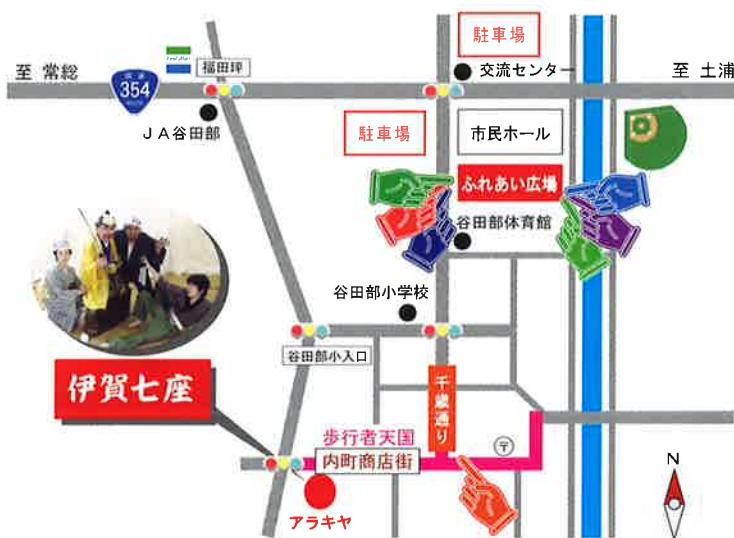 駐車場
至 常総
国道
354
ROUTE
福田坪
交流センター
至 土浦
JA谷田部
駐車場
市民ホール
ふれあい広場
谷田部体育館
谷田部小学校
谷田部小入口
伊賀七座
千歳通り
歩行者天国
内町商店街
〒
アラキヤ
N